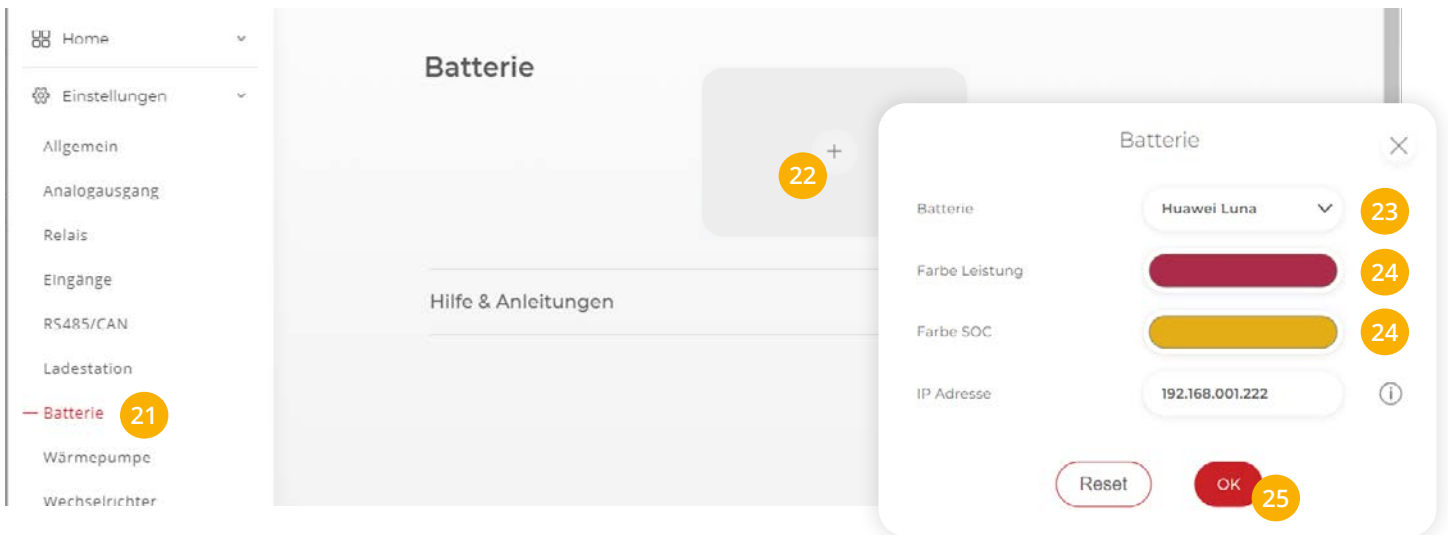 Home
Einstellungen
Allgemein
Analogausgang
Relais
Eingänge
RS485/CAN
Ladestation
Batterie 21
Wärmepumpe
Wechselrichter
Batterie
+
22
Hilfe & Anleitungen
Batterie
Batterie Huawei Luna 23
Farbe Leistung 24
Farbe SOC 24
IP Adresse 192.168.001.222 i
Reset OK 25